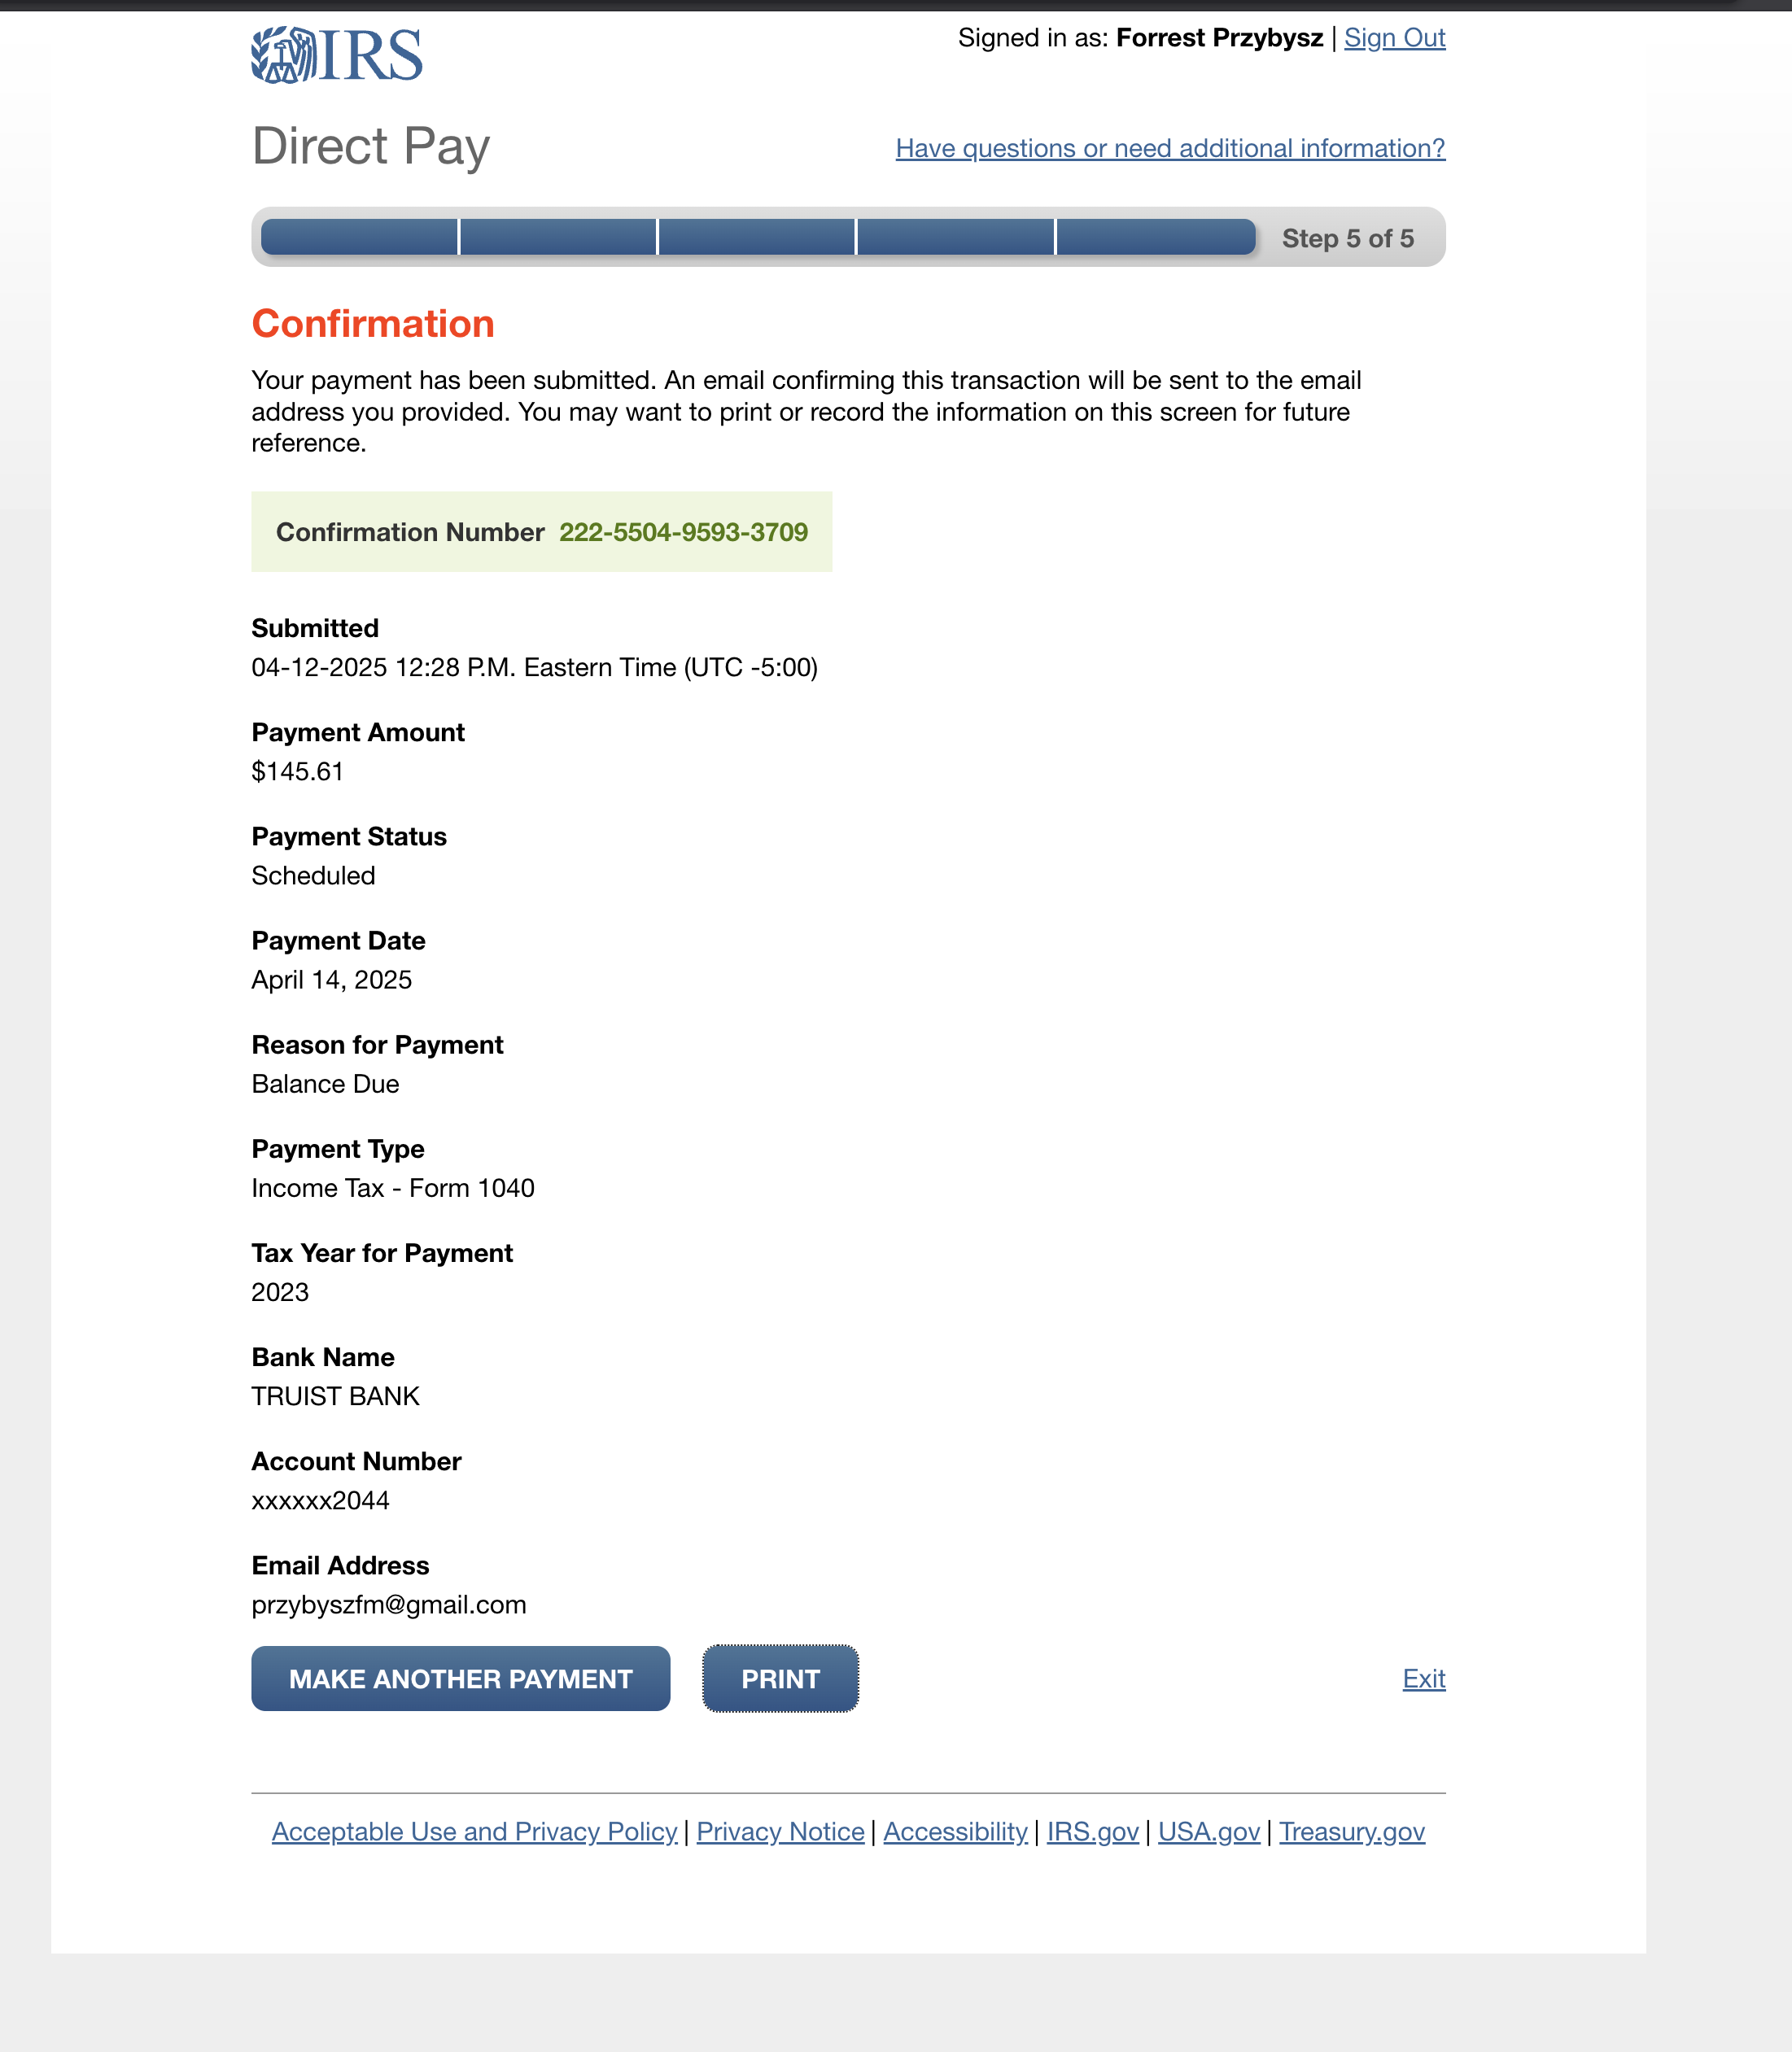 IRS
Signed in as: Forrest Przybysz | Sign Out
Direct Pay
Have questions or need additional information?
Step 5 of 5
Confirmation
Your payment has been submitted. An email confirming this transaction will be sent to the email
address you provided. You may want to print or record the information on this screen for future
reference.
Confirmation Number 222-5504-9593-3709
Submitted
04-12-2025 12:28 P.M. Eastern Time (UTC -5:00)
Payment Amount
$145.61
Payment Status
Scheduled
Payment Date
April 14, 2025
Reason for Payment
Balance Due
Payment Type
Income Tax - Form 1040
Tax Year for Payment
2023
Bank Name
TRUIST BANK
Account Number
xxxxxx2044
Email Address
przybyszfm@gmail.com
MAKE ANOTHER PAYMENT PRINT Exit
Acceptable Use and Privacy Policy | Privacy Notice | Accessibility | IRS.gov | USA.gov | Treasury.gov